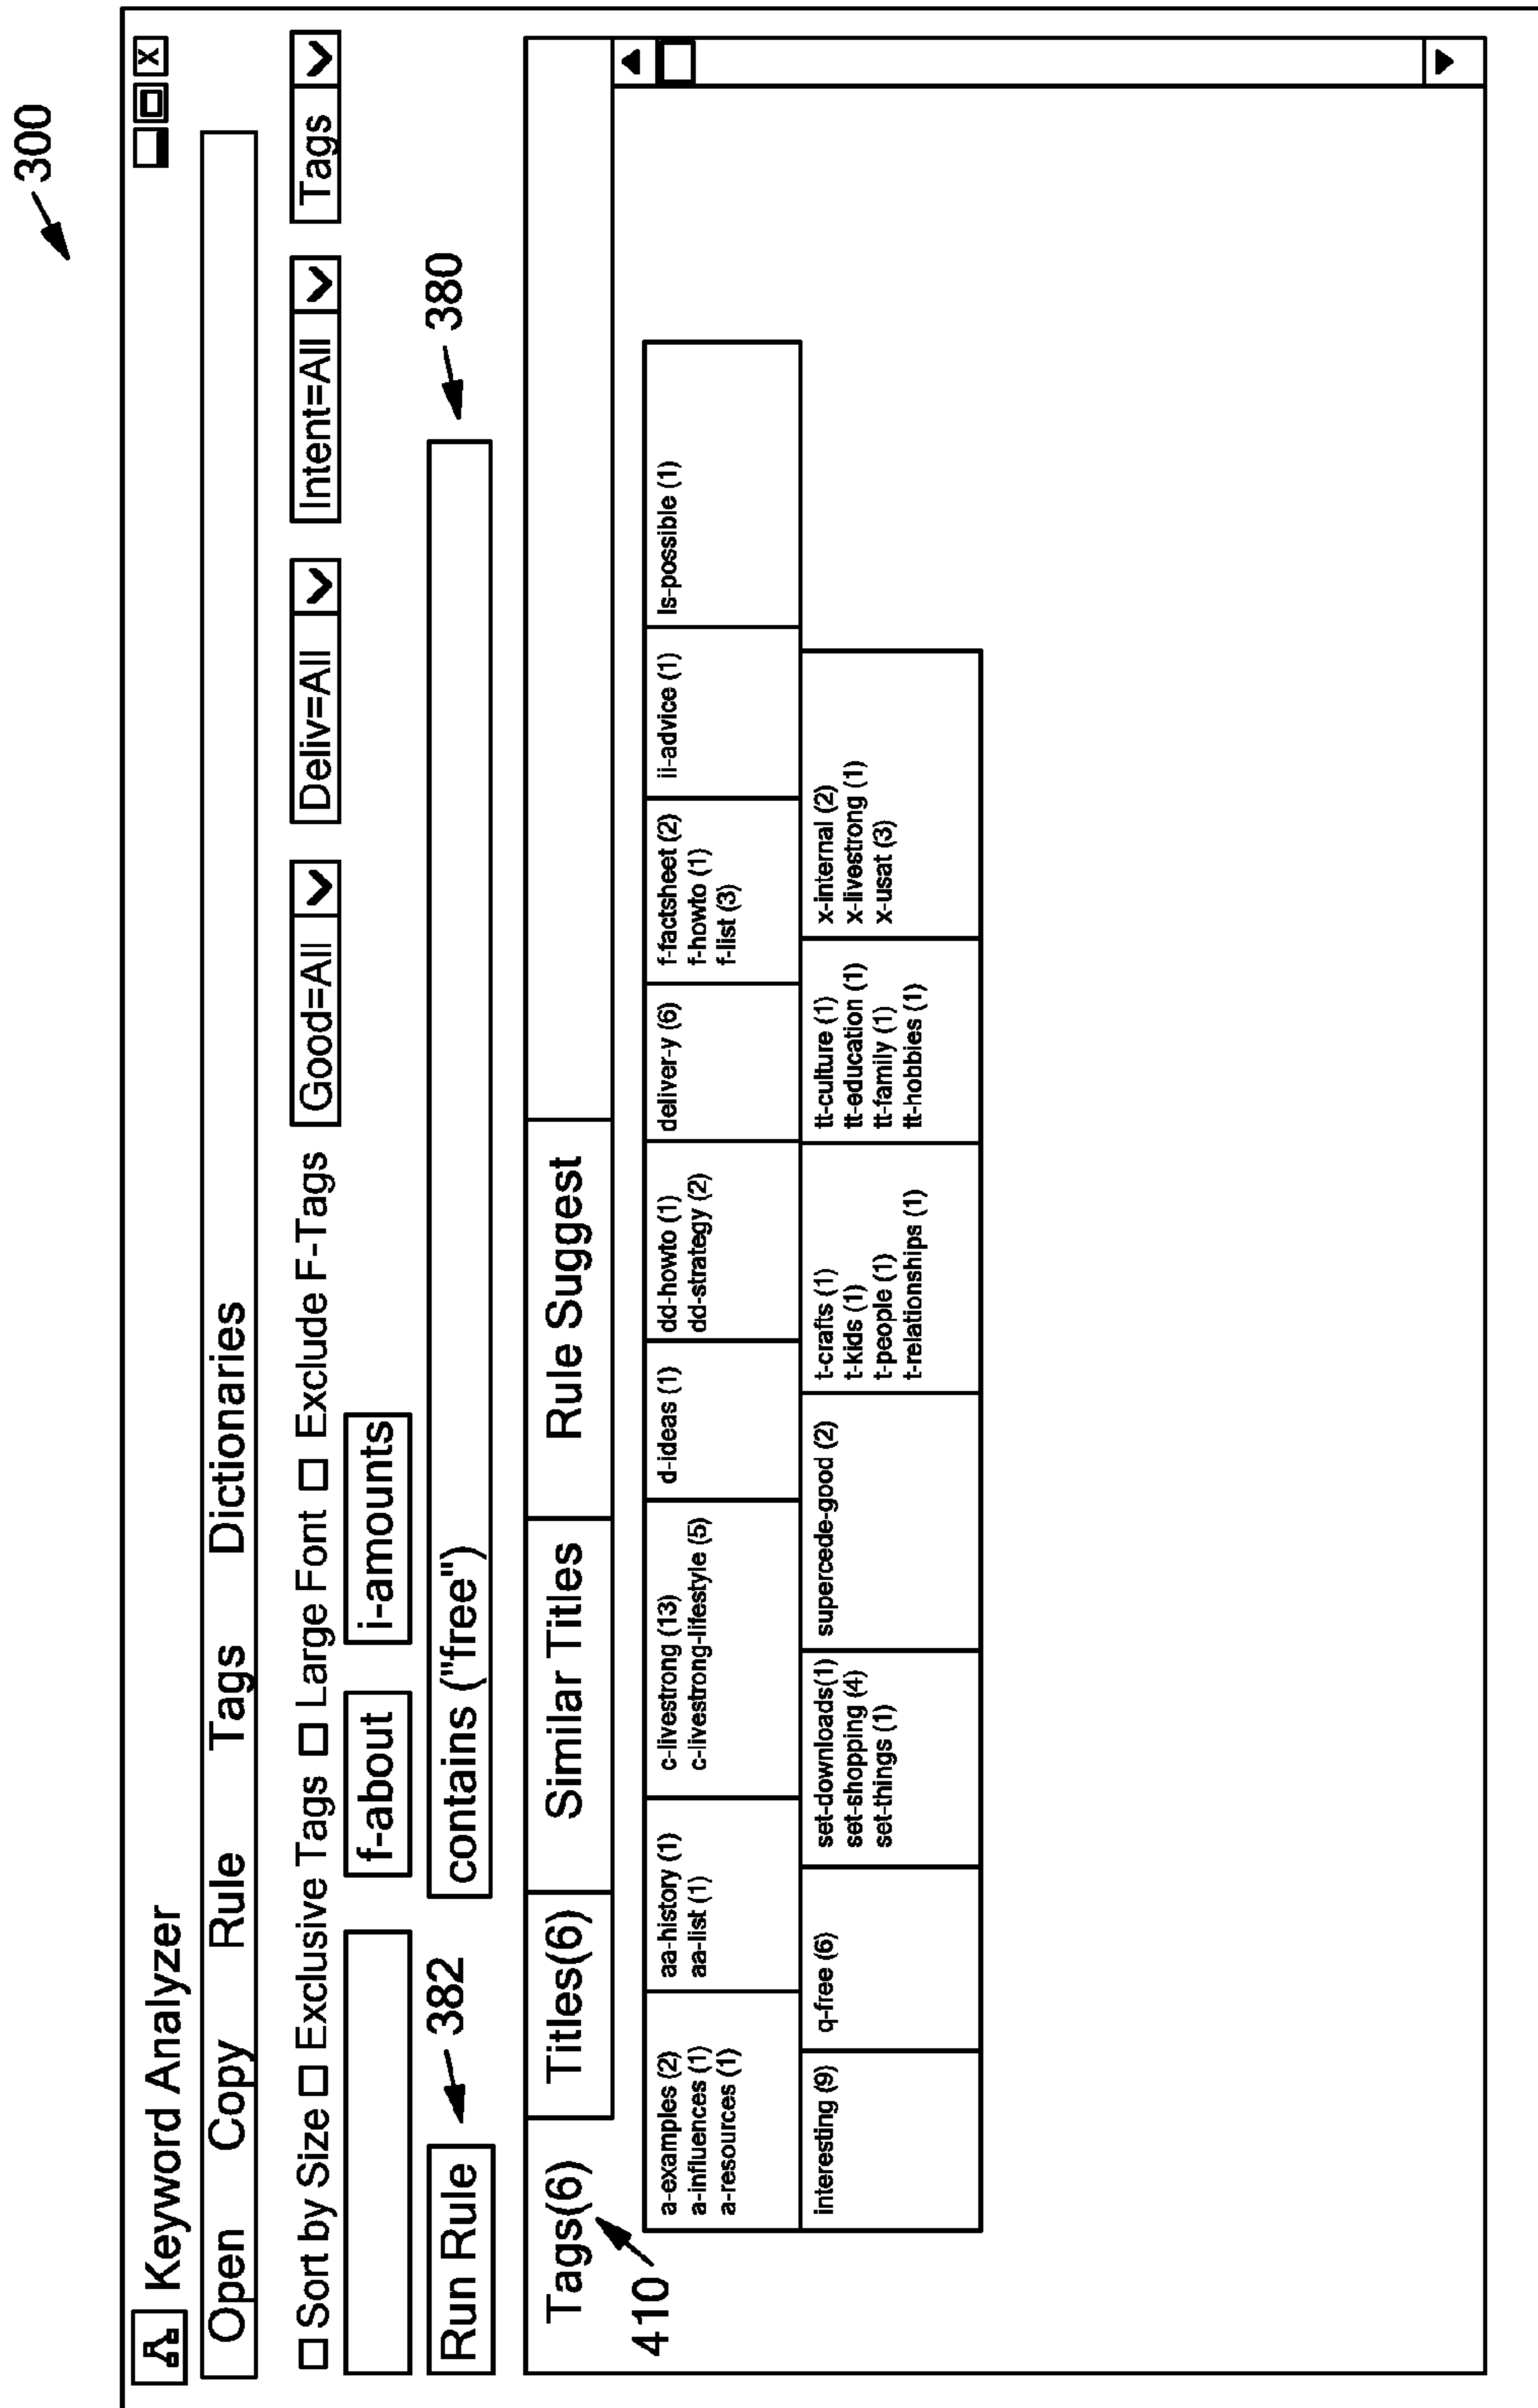 300
Keyword Analyzer
X
Open Copy Rule Tags Dictionaries
Sort by Size Exclusive Tags Large Font Exclude F-Tags Good=All Deliv=All Intent=All Tags
f-about i-amounts
Run Rule 382 contains ("free") 380
Tags(6) Titles(6) Similar Titles Rule Suggest
410
a-examples (2)
a-influences (1)
a-resources (1)
aa-history (1)
aa-list (1)
c-livestrong (13)
c-livestrong-lifestyle (5)
d-ideas (1)
dd-howto (1)
dd-strategy (2)
deliver-y (6)
f-factsheet (2)
f-howto (1)
f-list (3)
ii-advice (1)
ls-possible (1)
interesting (9)
q-free (6)
set-downloads(1)
set-shopping (4)
set-things (1)
supercede-good (2)
t-crafts (1)
t-kids (1)
t-people (1)
t-relationships (1)
tt-culture (1)
tt-education (1)
tt-family (1)
tt-hobbies (1)
x-internal (2)
x-livestrong (1)
x-usat (3)